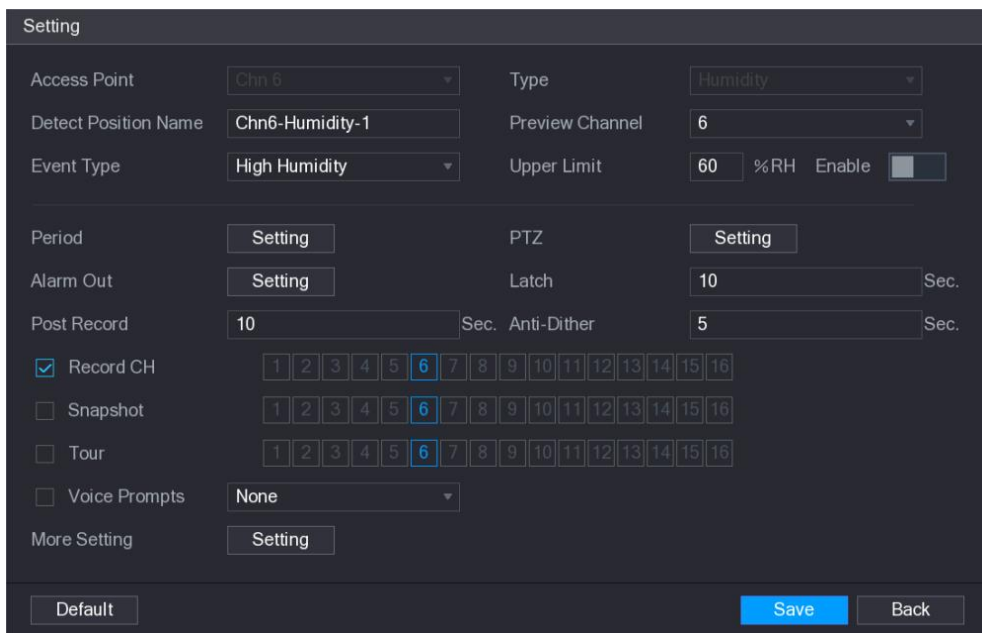 Setting
Access Point Chn 6 Type Humidity
Detect Position Name Chn6-Humidity-1 Preview Channel 6
Event Type High Humidity Upper Limit 60 %RH Enable
Period Setting PTZ Setting
Alarm Out Setting Latch 10 Sec.
Post Record 10 Sec. Anti-Dither 5 Sec.
Record CH 1 2 3 4 5 6 7 8 9 10 11 12 13 14 15 16
Snapshot 1 2 3 4 5 6 7 8 9 10 11 12 13 14 15 16
Tour 1 2 3 4 5 6 7 8 9 10 11 12 13 14 15 16
Voice Prompts None
More Setting Setting
Default Save Back